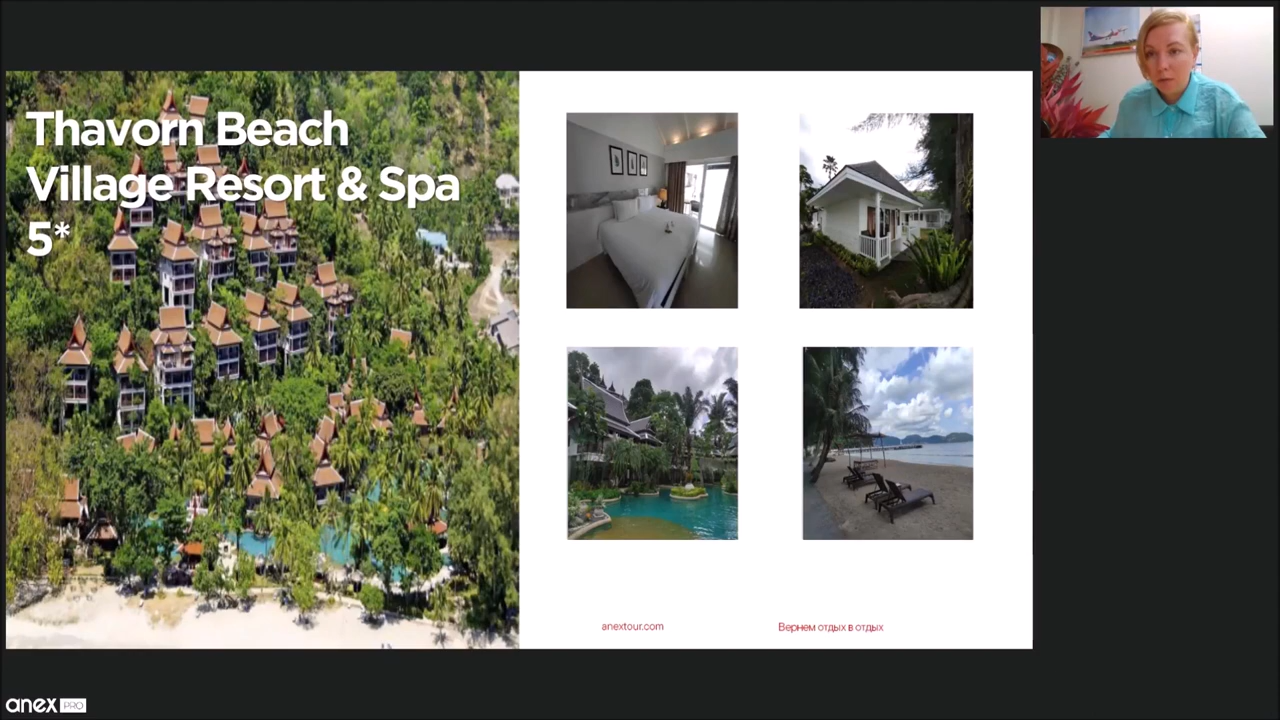 Thavorn Beach
Village Resort & Spa
5*
anextour.com
Вернем отдых в отдых
anex PRO